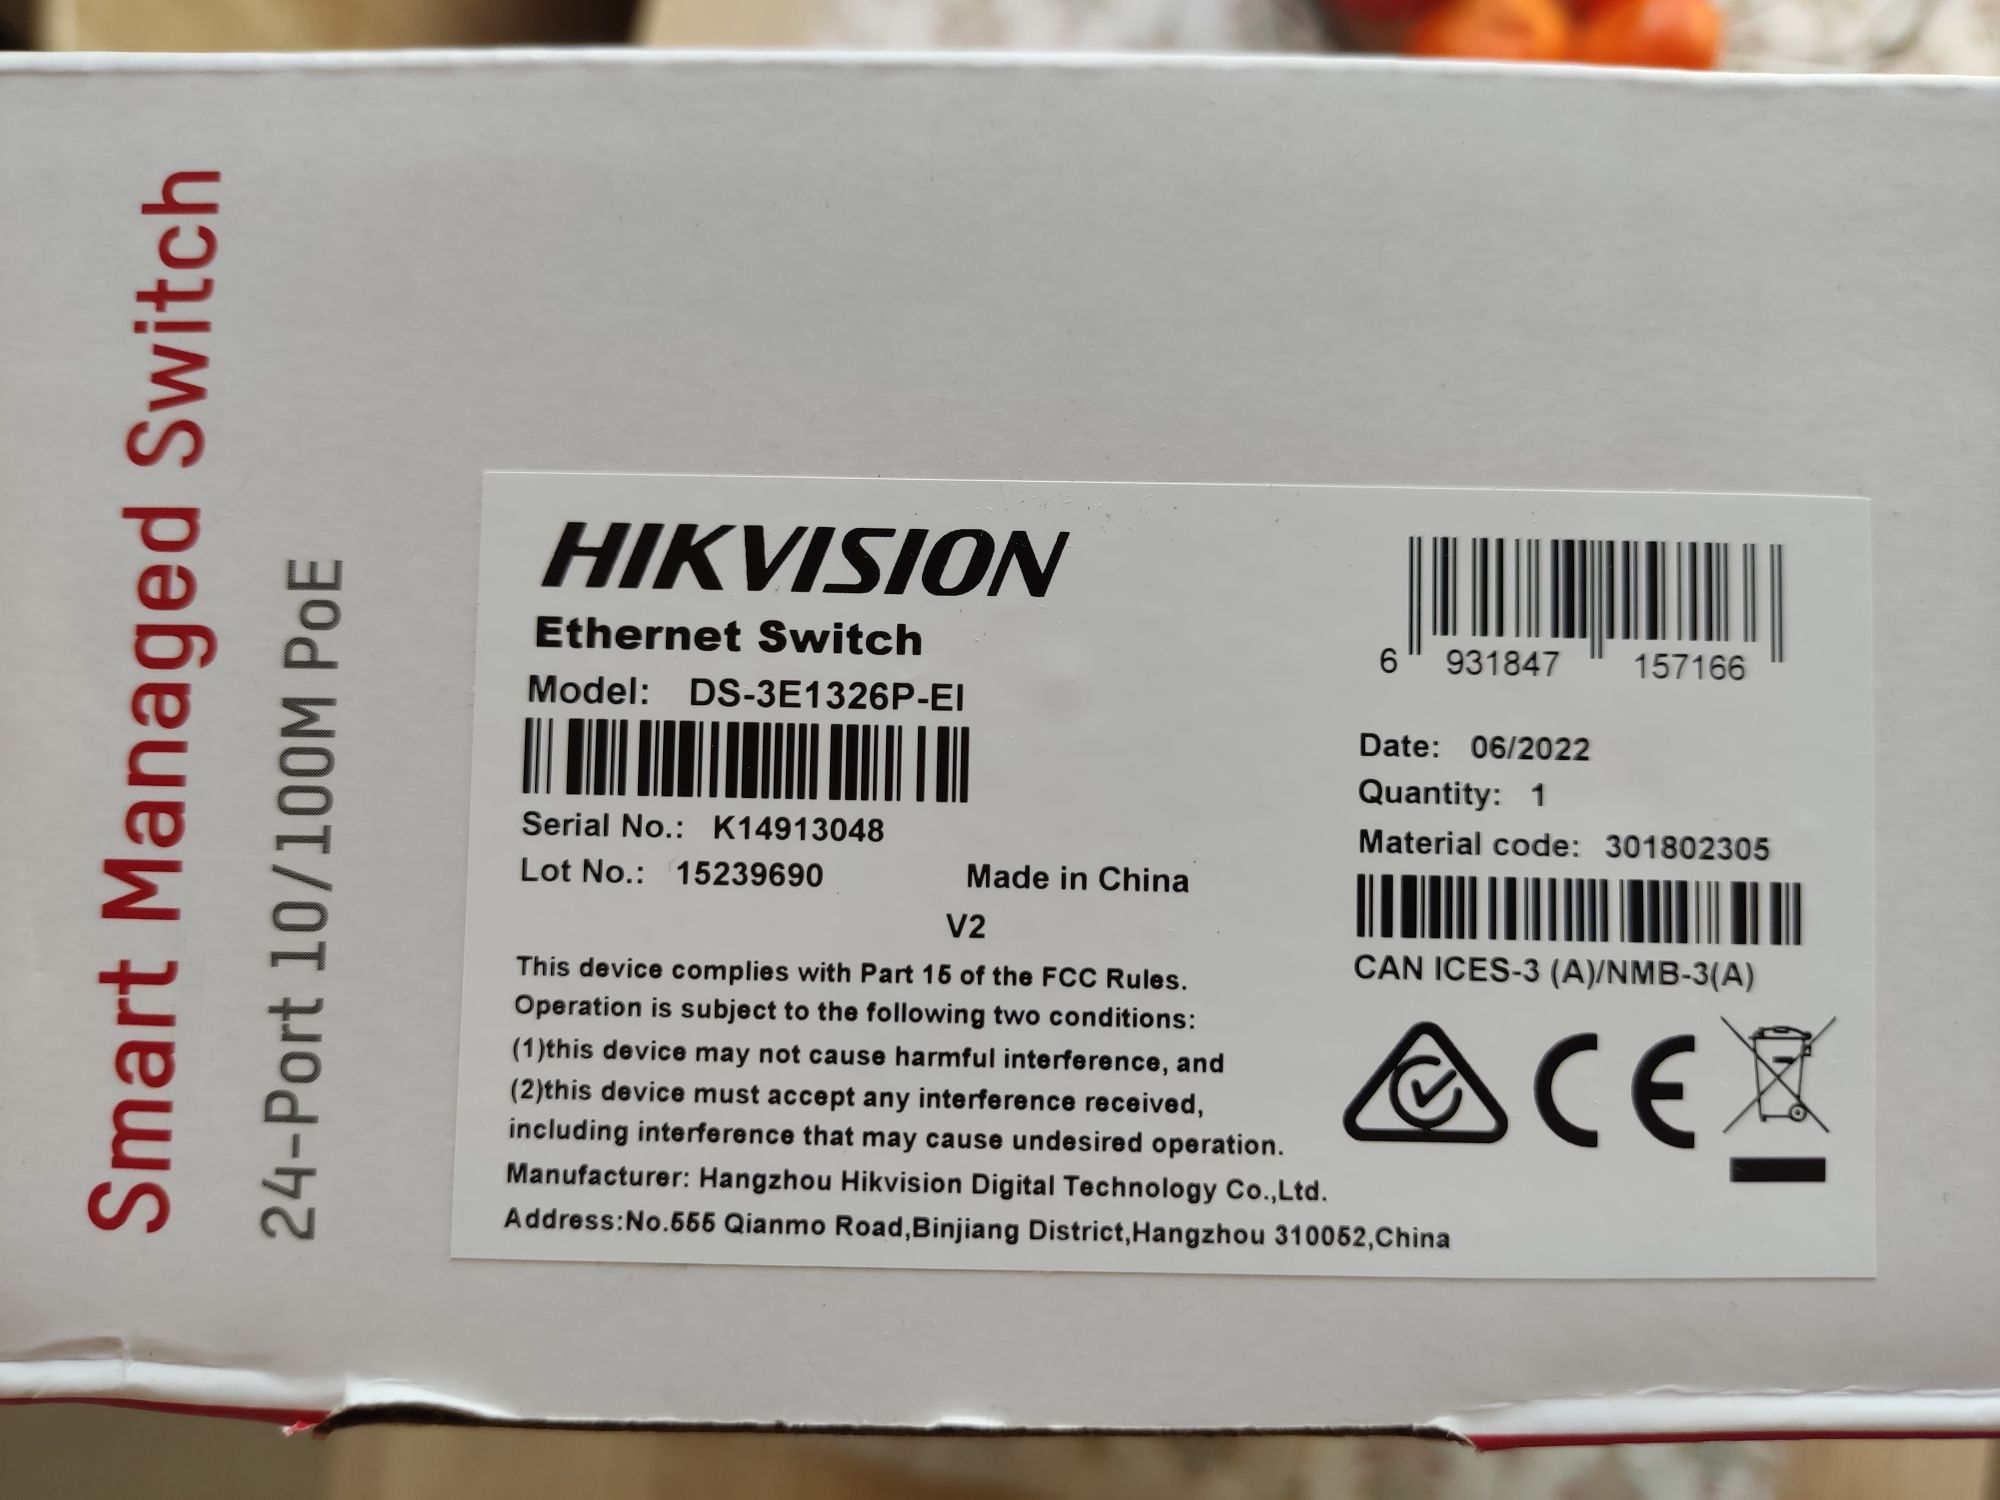 Smart Managed Switch
24-Port 10/100M PoE
HIKVISION
Ethernet Switch
Model: DS-3E1326P-EI
Serial No.: K14913048
Lot No.: 15239690 Made in China
V2
This device complies with Part 15 of the FCC Rules.
Operation is subject to the following two conditions:
(1)this device may not cause harmful interference, and
(2)this device must accept any interference received,
including interference that may cause undesired operation.
Manufacturer: Hangzhou Hikvision Digital Technology Co.,Ltd.
Address:No.555 Qianmo Road,Binjiang District,Hangzhou 310052,China
6 931847 157166
Date: 06/2022
Quantity: 1
Material code: 301802305
CAN ICES-3 (A)/NMB-3(A)
CE